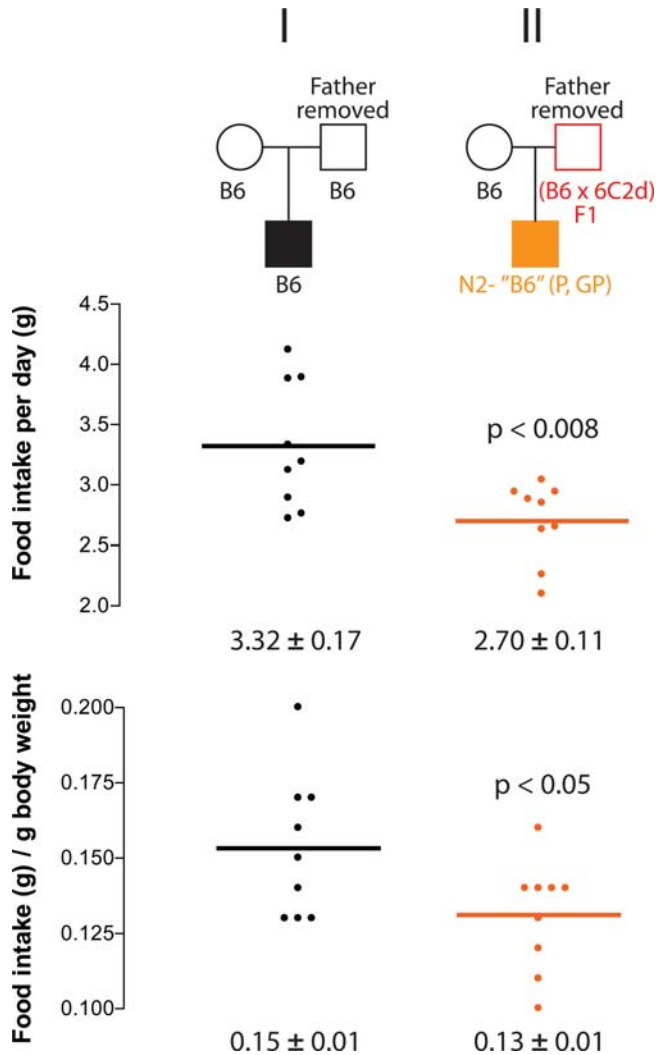 I
II
Father
removed
Father
removed
B6
B6
B6
(B6 x 6C2d)
F1
B6
N2- "B6" (P, GP)
Food intake per day (g)
4.5
4.0
3.5
3.0
2.5
2.0
p < 0.008
3.32 ± 0.17
2.70 ± 0.11
Food intake (g) / g body weight
0.200
0.175
0.150
0.125
0.100
p < 0.05
0.15 ± 0.01
0.13 ± 0.01